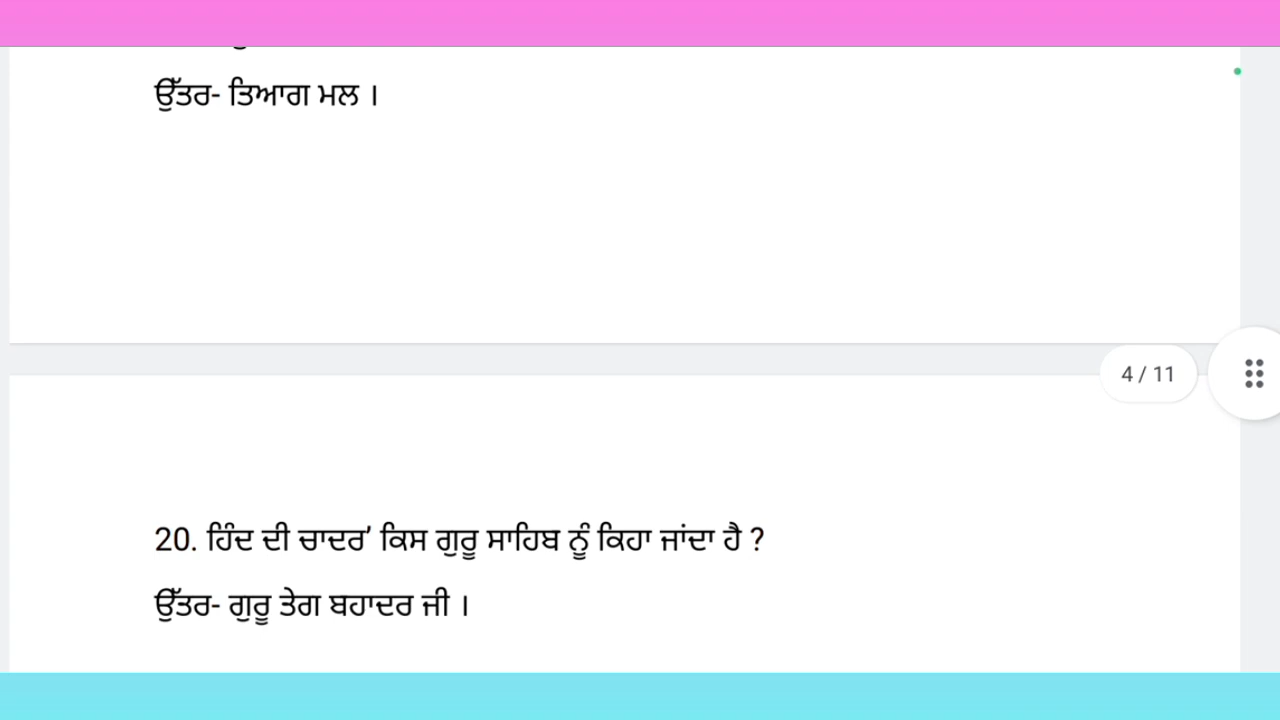 ਉੱਤਰ- ਤਿਆਗ ਮਲ ।
4 / 11
20. ਹਿੰਦ ਦੀ ਚਾਦਰ’ ਕਿਸ ਗੁਰੂ ਸਾਹਿਬ ਨੂੰ ਕਿਹਾ ਜਾਂਦਾ ਹੈ ?
ਉੱਤਰ- ਗੁਰੂ ਤੇਗ ਬਹਾਦਰ ਜੀ ।